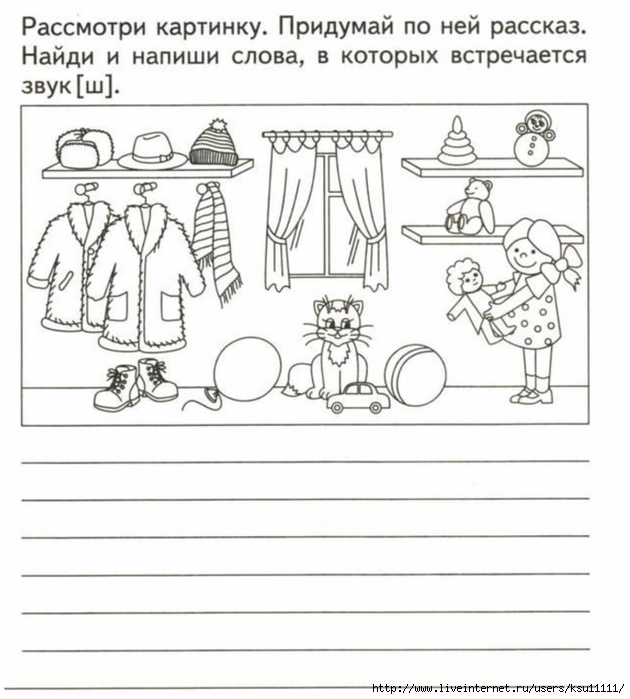 Рассмотри картинку. Придумай по ней рассказ.
Найди и напиши слова, в которых встречается
звук [ш].
http://www.liveinternet.ru/users/ksu11111/